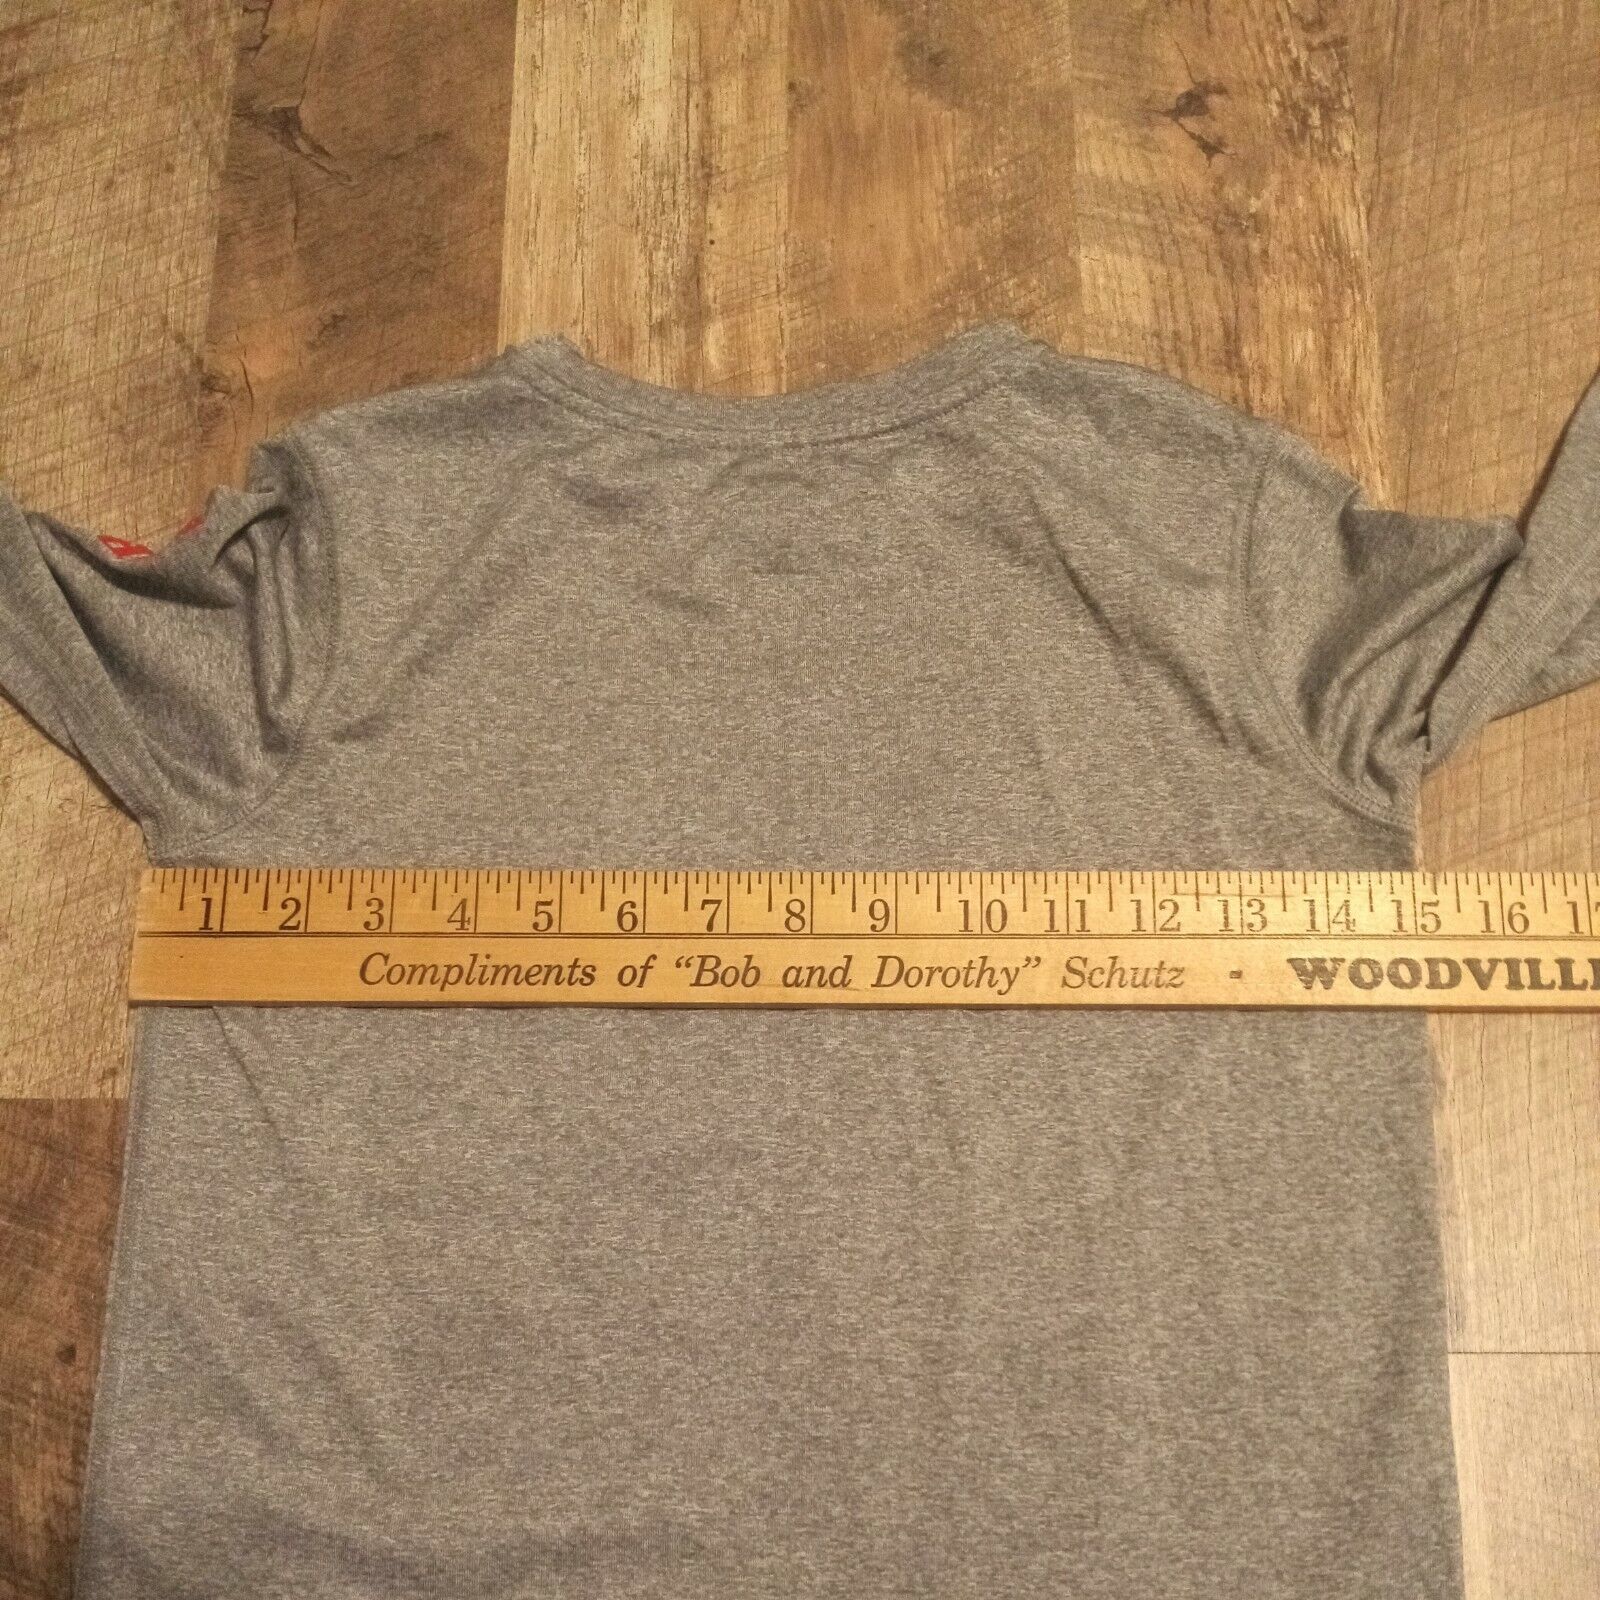 1 2 3 4 5 6 7 8 9 10 11 12 13 14 15 16
Compliments of “Bob and Dorothy” Schutz - WOODVILL